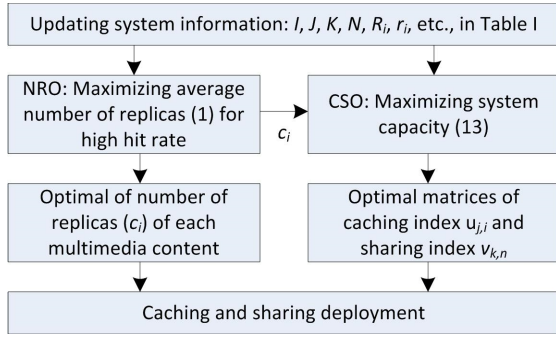 Updating system information: I, J, K, N, Ri, ri, etc., in Table I
NRO: Maximizing average
number of replicas (1) for
high hit rate
ci
CSO: Maximizing system
capacity (13)
Optimal of number of
replicas (ci) of each
multimedia content
Optimal matrices of
caching index uj,i and
sharing index vk,n
Caching and sharing deployment